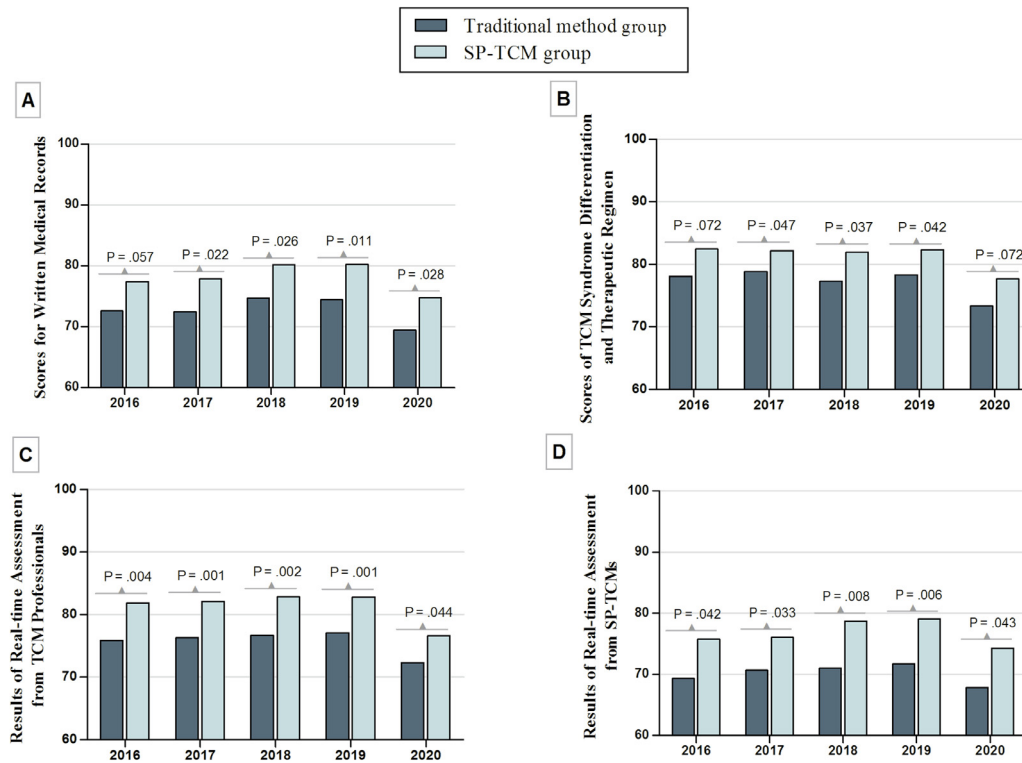 Traditional method group
SP-TCM group
A
Scores for Written Medical Records
100
90
80
70
60
P = .057
P = .022
P = .026
P = .011
P = .028
2016
2017
2018
2019
2020
B
Scores of TCM Syndrome Differentiation
and Therapeutic Regimen
100
90
80
70
60
P = .072
P = .047
P = .037
P = .042
P = .072
2016
2017
2018
2019
2020
C
Results of Real-time Assessment
from TCM Professionals
100
90
80
70
60
P = .004
P = .001
P = .002
P = .001
P = .044
2016
2017
2018
2019
2020
D
Results of Real-time Assessment
from SP-TCMs
100
90
80
70
60
P = .042
P = .033
P = .008
P = .006
P = .043
2016
2017
2018
2019
2020